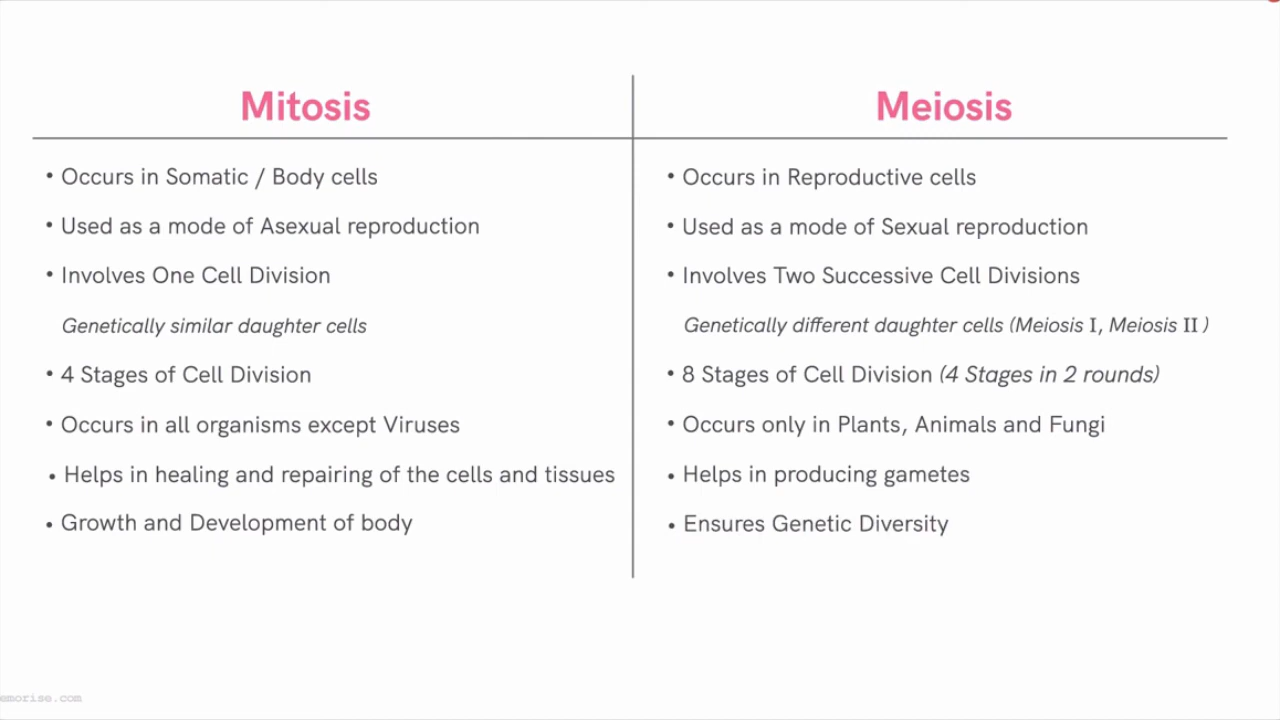 Mitosis
• Occurs in Somatic / Body cells
• Used as a mode of Asexual reproduction
• Involves One Cell Division
Genetically similar daughter cells
• 4 Stages of Cell Division
• Occurs in all organisms except Viruses
• Helps in healing and repairing of the cells and tissues
• Growth and Development of body
Meiosis
• Occurs in Reproductive cells
• Used as a mode of Sexual reproduction
• Involves Two Successive Cell Divisions
Genetically different daughter cells (Meiosis I, Meiosis II )
• 8 Stages of Cell Division (4 Stages in 2 rounds)
• Occurs only in Plants, Animals and Fungi
• Helps in producing gametes
• Ensures Genetic Diversity
emorise.com